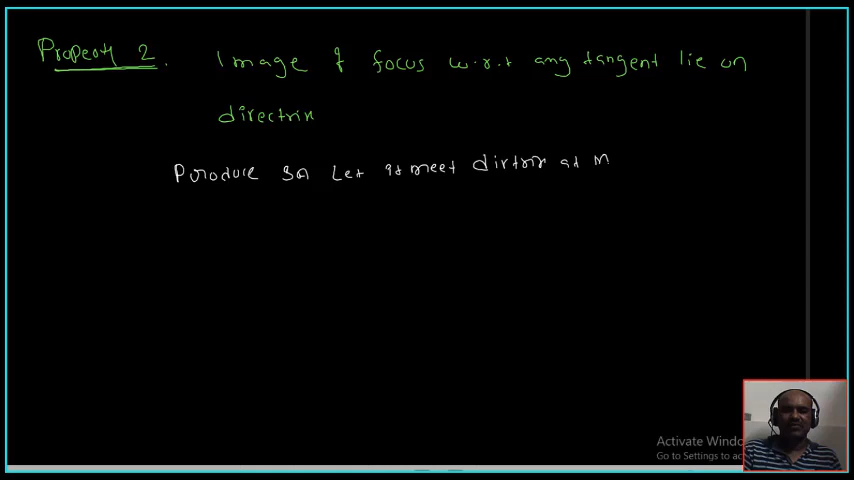 Property 2. Image of focus w.r.t any tangent lie on
directrix
Produce SA Let it meet dirtrix at M
Activate Windo
Go to Settings to ac